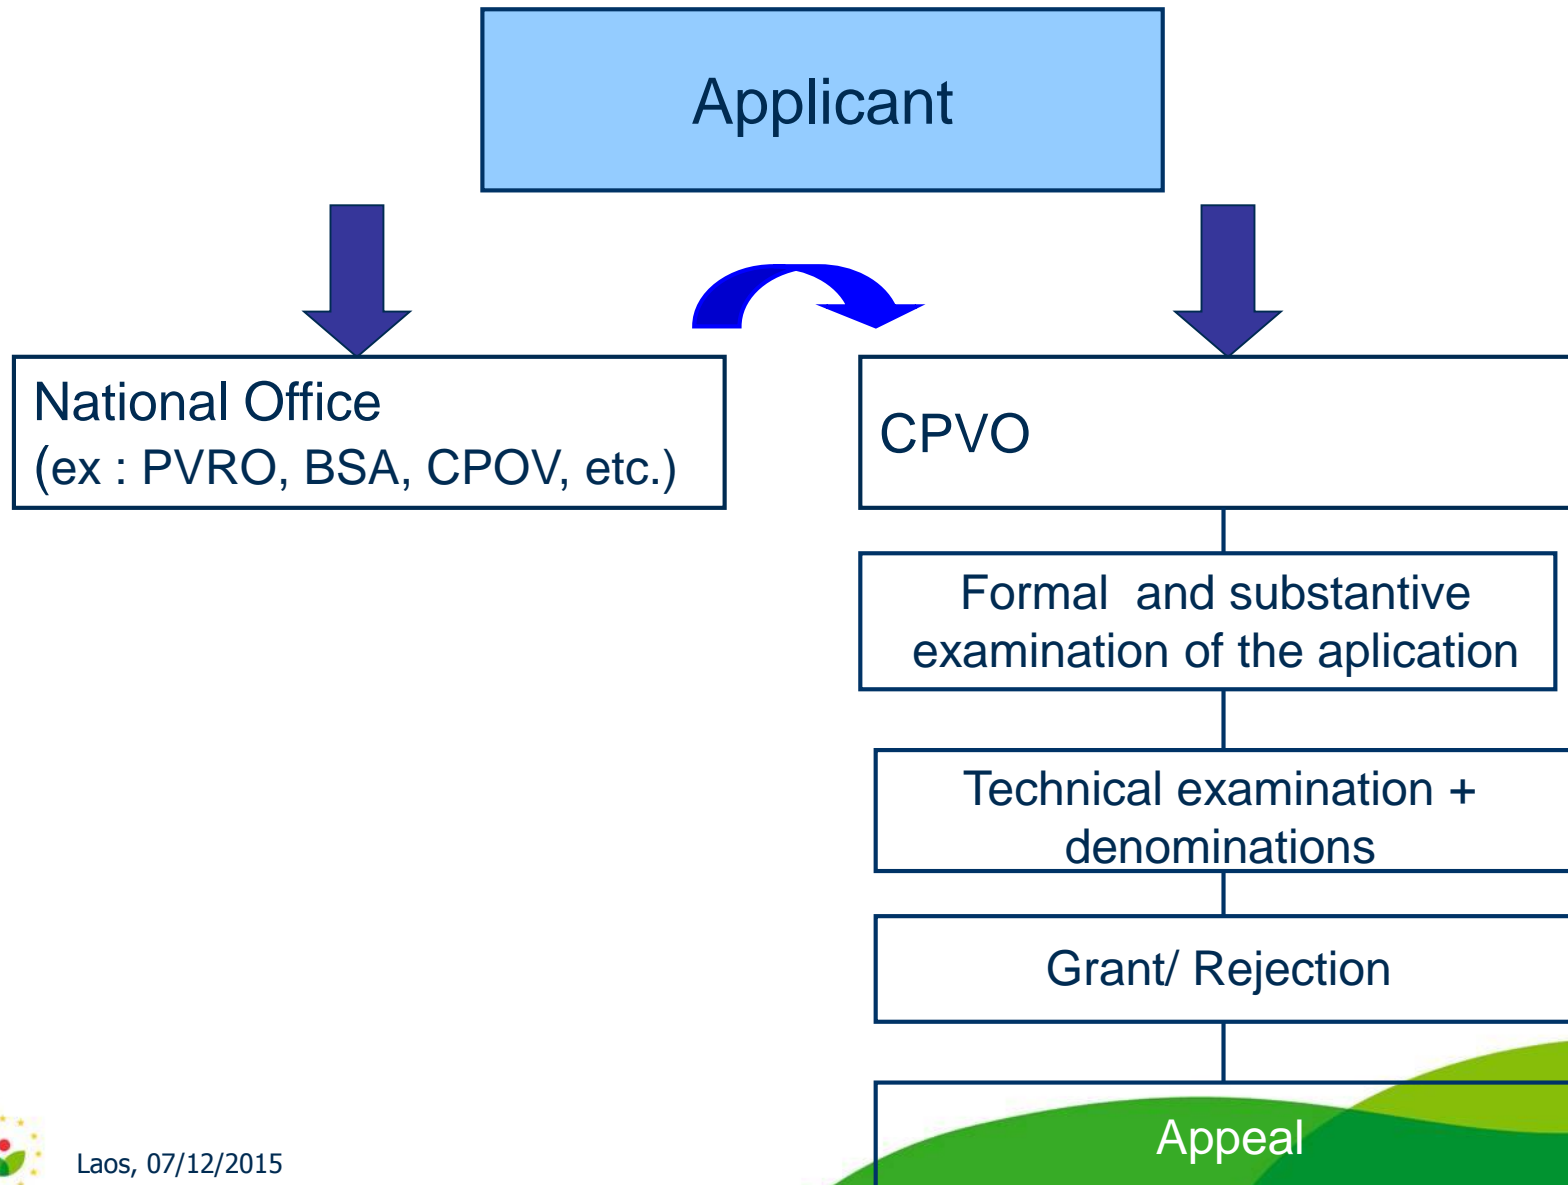 Applicant
National Office
(ex : PVRO, BSA, CPOV, etc.)
CPVO
Formal and substantive
examination of the aplication
Technical examination +
denominations
Grant/ Rejection
Appeal
Laos, 07/12/2015